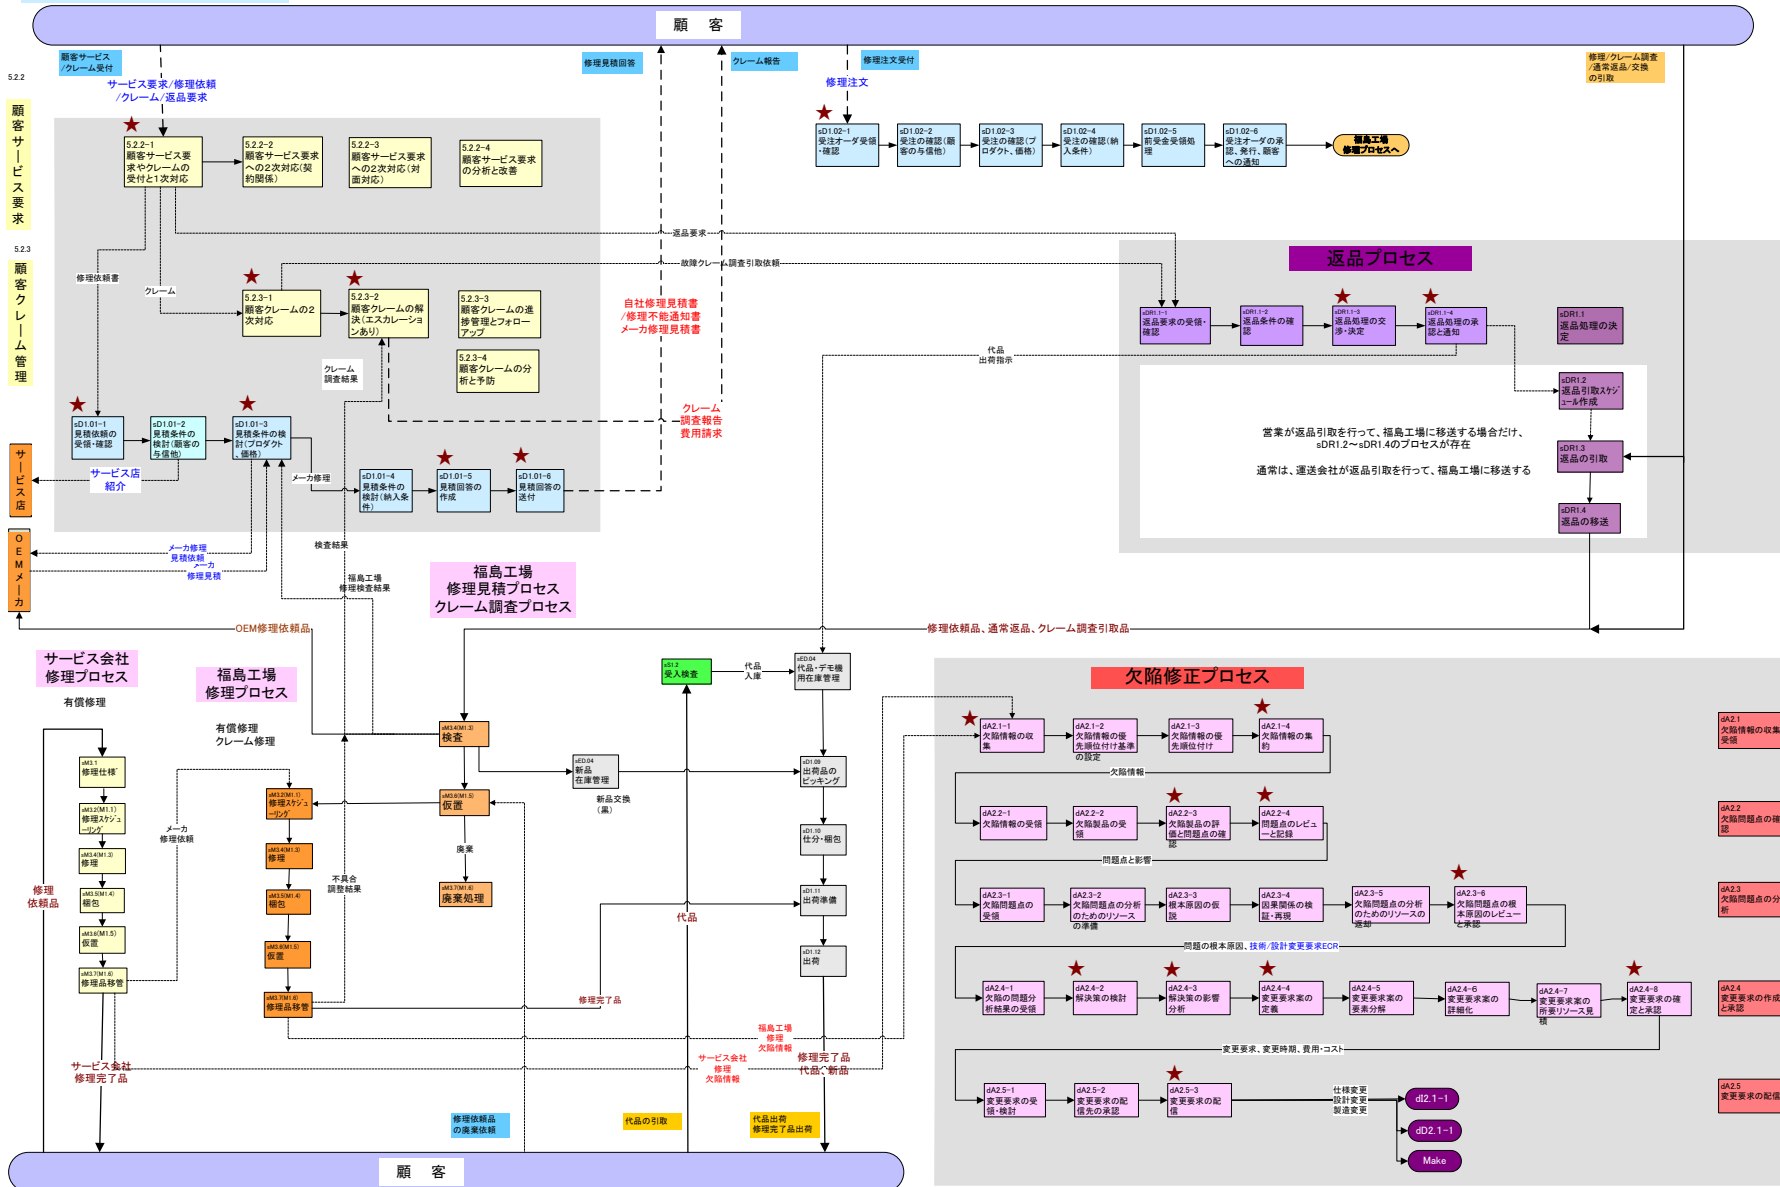 顧　客
顧客サービス
/クレーム受付
サービス要求/修理依頼
/クレーム/返品要求
修理見積回答
クレーム報告
修理注文受付
修理注文
修理/クレーム調査
/通常返品/交換
の引取
5.2.2
顧客サービス要求
5.2.2-1
顧客サービス要
求やクレームの
受付と1次対応
5.2.2-2
顧客サービス要求
への2次対応(契
約関係)
5.2.2-3
顧客サービス要求
への2次対応(対
面対応)
5.2.2-4
顧客サービス要求
の分析と改善
sD1.02-1
受注オーダ受領
・確認
sD1.02-2
受注の確認(顧
客の与信他)
sD1.02-3
受注の確認(プ
ロダクト、価格)
sD1.02-4
受注の確認(納
入条件)
sD1.02-5
前受金受領処
理
sD1.02-6
受注オーダの承
認、発行、顧客
への通知
福島工場
修理プロセスへ
5.2.3
顧客クレーム管理
返品要求
故障クレーム調査引取依頼
修理依頼書
クレーム
5.2.3-1
顧客クレームの2
次対応
5.2.3-2
顧客クレームの解
決(エスカレーショ
ンあり)
5.2.3-3
顧客クレームの進
捗管理とフォロー
アップ
5.2.3-4
顧客クレームの分
析と予防
自社修理見積書
/修理不能通知書
メーカ修理見積書
クレーム
調査結果
クレーム
調査報告
費用請求
返品プロセス
sDR1.1-1
返品要求の受領・
確認
sDR1.1-2
返品条件の確
認
sDR1.1-3
返品処理の交
渉・決定
sDR1.1-4
返品処理の承
認と通知
sDR1.1
返品処理の決
定
代品
出荷指示
sDR1.2
返品引取スケジ
ュール作成
営業が返品引取を行って、福島工場に移送する場合だけ、
sDR1.2～sDR1.4のプロセスが存在
通常は、運送会社が返品引取を行って、福島工場に移送する
sDR1.3
返品の引取
sDR1.4
返品の移送
sD1.01-1
見積依頼の
受領・確認
sD1.01-2
見積条件の
検討(顧客の
与信他)
sD1.01-3
見積条件の検
討(プロダクト
、価格)
sD1.01-4
見積条件の
検討(納入条
件)
sD1.01-5
見積回答の
作成
sD1.01-6
見積回答の
送付
メーカ修理
サービス店
サービス店
紹介
OEMメーカ
メーカ修理
見積依頼
メーカ
修理見積
検査結果
福島工場
修理検査結果
福島工場
修理見積プロセス
クレーム調査プロセス
OEM修理依頼品
修理依頼品、通常返品、クレーム調査引取品
サービス会社
修理プロセス
有償修理
福島工場
修理プロセス
有償修理
クレーム修理
sS1.2
受入検査
代品
入庫
sED.04
代品・デモ機
用在庫管理
sM3.4(M1.3)
検査
sED.04
新品
在庫管理
新品交換
(黒)
sD1.09
出荷品の
ピッキング
sM3.6(M1.5)
仮置
廃棄
sM3.7(M1.6)
廃棄処理
sD1.10
仕分・梱包
sD1.11
出荷準備
sD1.12
出荷
sM3.1
修理仕様
sM3.2(M1.1)
修理スケジュ
ーリング
sM3.4(M1.3)
修理
sM3.5(M1.4)
梱包
sM3.6(M1.5)
仮置
sM3.7(M1.6)
修理品移管
メーカ
修理依頼
修理
依頼品
sM3.2(M1.1)
修理スケジュ
ーリング
sM3.4(M1.3)
修理
sM3.5(M1.4)
梱包
sM3.6(M1.5)
仮置
sM3.7(M1.6)
修理品移管
不具合
調整結果
代品
修理完了品
福島工場
修理
欠陥情報
サービス会社
修理
欠陥情報
サービス会社
修理完了品
修理完了品
代品、新品
修理依頼品
の廃棄依頼
代品の引取
代品出荷
修理完了品出荷
顧　客
欠陥修正プロセス
dA2.1-1
欠陥情報の収
集
dA2.1-2
欠陥情報の優
先順位付け基準
の設定
dA2.1-3
欠陥情報の優
先順位付け
dA2.1-4
欠陥情報の集
約
dA2.1
欠陥情報の収集
受領
欠陥情報
dA2.2-1
欠陥情報の受領
dA2.2-2
欠陥製品の受
領
dA2.2-3
欠陥製品の評
価と問題点の確
認
dA2.2-4
問題点のレビュ
ーと記録
dA2.2
欠陥問題点の確
認
問題点と影響
dA2.3-1
欠陥問題点の
受領
dA2.3-2
欠陥問題点の分析
のためのリソース
の準備
dA2.3-3
根本原因の仮
説
dA2.3-4
因果関係の検
証・再現
dA2.3-5
欠陥問題点の分析
のためのリソースの
返却
dA2.3-6
欠陥問題点の根
本原因のレビュー
と承認
dA2.3
欠陥問題点の分
析
問題の根本原因、技術/設計変更要求ECR
dA2.4-1
欠陥の問題分
析結果の受領
dA2.4-2
解決策の検討
dA2.4-3
解決策の影響
分析
dA2.4-4
変更要求案の
定義
dA2.4-5
変更要求案の
要素分解
dA2.4-6
変更要求案の
詳細化
dA2.4-7
変更要求案の
所要リソース見
積
dA2.4-8
変更要求の確
定と承認
dA2.4
変更要求の作成
と承認
変更要求、変更時期、費用・コスト
dA2.5-1
変更要求の受
領・検討
dA2.5-2
変更要求の配
信先の承認
dA2.5-3
変更要求の配
信
仕様変更
設計変更
製造変更
dI2.1-1
dD2.1-1
Make
dA2.5
変更要求の配信